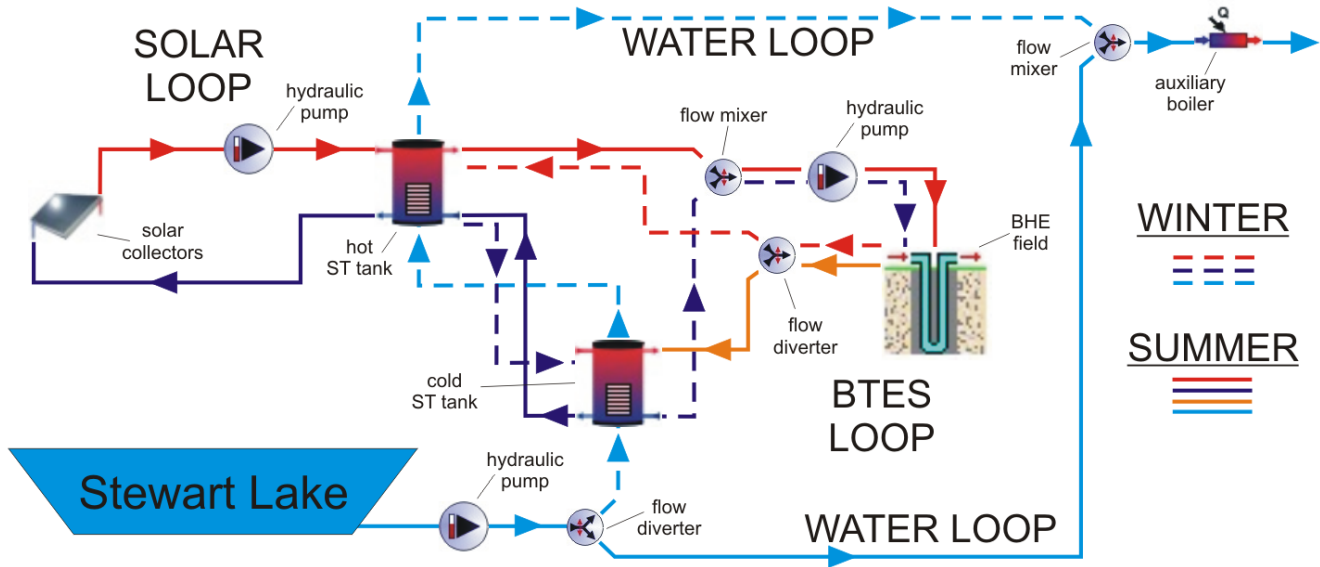 SOLAR
LOOP
hydraulic
pump
WATER LOOP
flow
mixer
Q
auxiliary
boiler
flow mixer
hydraulic
pump
solar
collectors
hot
ST tank
BHE
field
flow
diverter
WINTER
SUMMER
cold
ST tank
BTES
LOOP
Stewart Lake
hydraulic
pump
flow
diverter
WATER LOOP